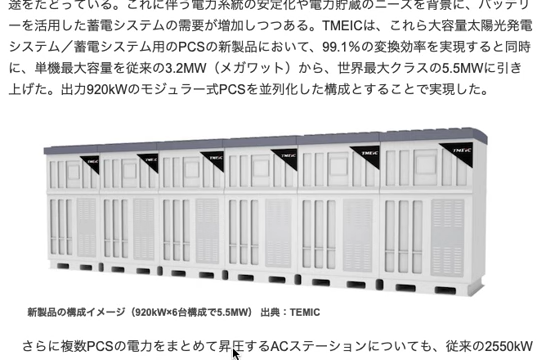 途をたどっている。これに伴う電力系統の安定化や電力貯蔵のニーズを背景に、バッテリ
ーを活用した蓄電システムの需要が増加しつつある。TMEICは、これら大容量太陽光発電
システム／蓄電システム用のPCSの新製品において、99.1%の変換効率を実現すると同時
に、単機最大容量を従来の3.2MW（メガワット）から、世界最大クラスの5.5MWに引き
上げた。出力920kWのモジュラー式PCSを並列化した構成とすることで実現した。
TMEIC TMEIC TMEIC TMEIC TMEIC TMEIC
新製品の構成イメージ（920kW×6台構成で5.5MW） 出典：TEMIC
さらに複数PCSの電力をまとめて昇圧するACステーションについても、従来の2550kW